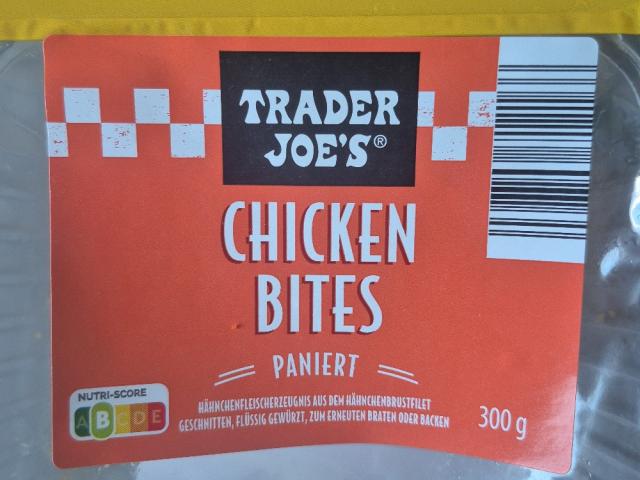 TRADER
JOE'S®
CHICKEN
BITES
PANIERT
NUTRI-SCORE
A B C D E
HÄHNCHENFLEISCHERZEUGNIS AUS DEM HÄHNCHENBRUSTFILET
GESCHNITTEN, FLÜSSIG GEWÜRZT, ZUM ERNEUTEN BRATEN ODER BACKEN
300 g